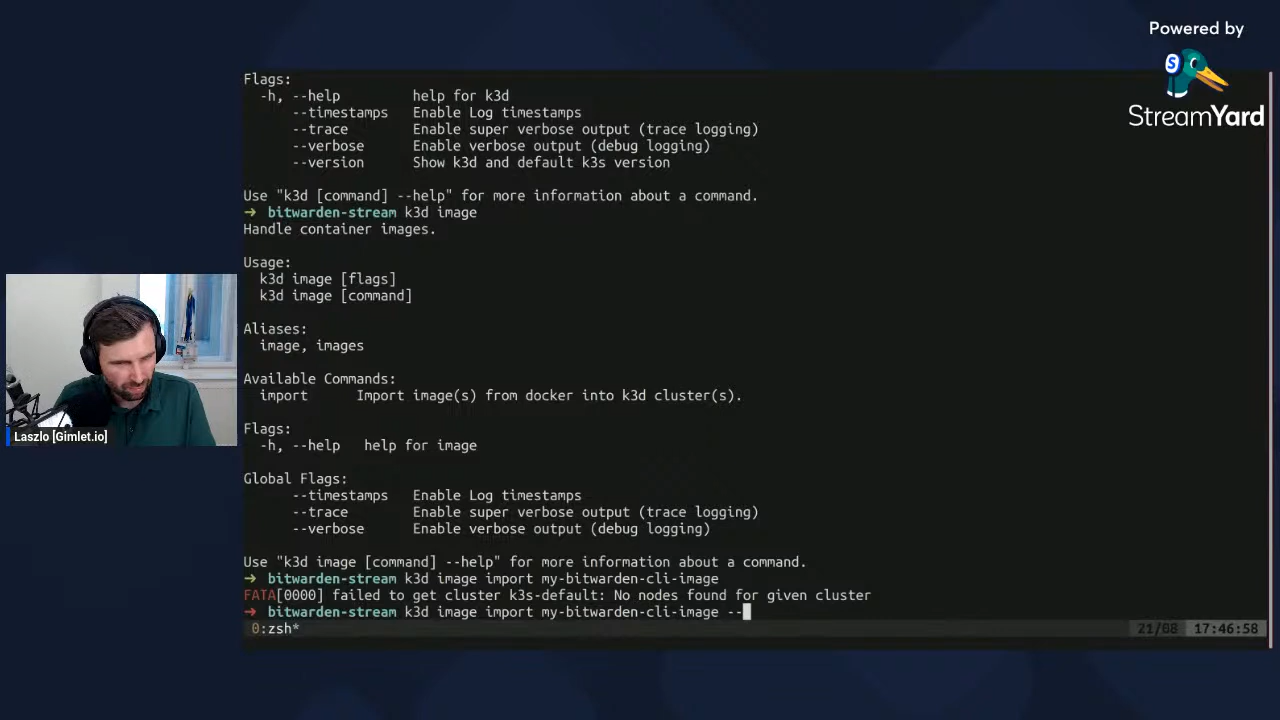 Powered by
S
StreamYard
Flags:
-h, --help help for k3d
--timestamps Enable Log timestamps
--trace Enable super verbose output (trace logging)
--verbose Enable verbose output (debug logging)
--version Show k3d and default k3s version
Use "k3d [command] --help" for more information about a command.
→ bitwarden-stream k3d image
Handle container images.
Usage:
k3d image [flags]
k3d image [command]
Aliases:
image, images
Available Commands:
import Import image(s) from docker into k3d cluster(s).
Flags:
-h, --help help for image
Global Flags:
--timestamps Enable Log timestamps
--trace Enable super verbose output (trace logging)
--verbose Enable verbose output (debug logging)
Use "k3d image [command] --help" for more information about a command.
→ bitwarden-stream k3d image import my-bitwarden-cli-image
FATA[0000] failed to get cluster k3s-default: No nodes found for given cluster
→ bitwarden-stream k3d image import my-bitwarden-cli-image --
0:zsh* 21/08 17:46:58
Laszlo [Gimlet.io]